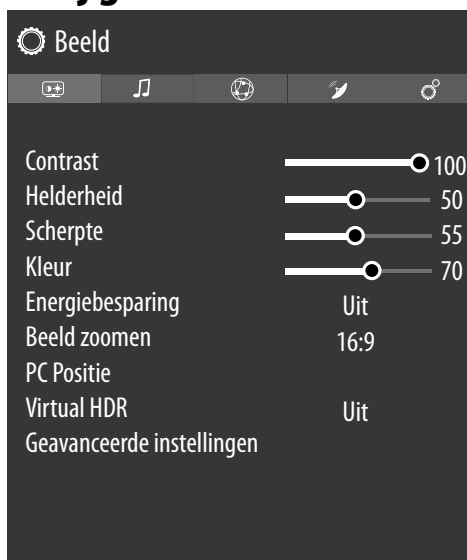 Beeld
Contrast 100
Helderheid 50
Scherpte 55
Kleur 70
Energiebesparing Uit
Beeld zoomen 16:9
PC Positie
Virtual HDR Uit
Geavanceerde instellingen